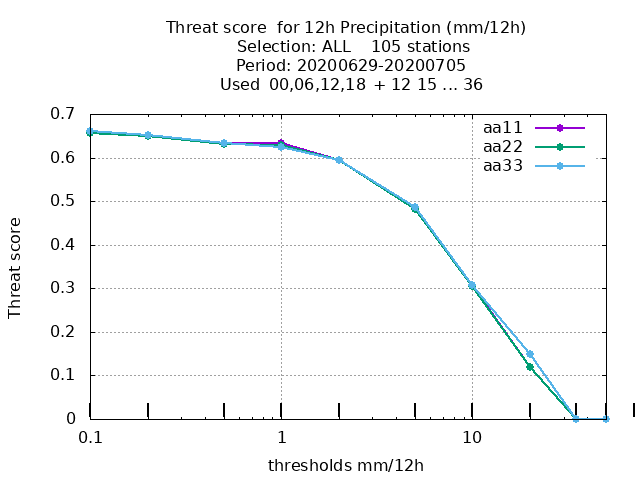 Threat score  for 12h Precipitation (mm/12h)
Selection: ALL    105 stations
Period: 20200629-20200705
Used  00,06,12,18  + 12 15 ... 36
0.7
aa11
aa22
aa33
0.6
0.5
0.4
0.3
0.2
0.1
0
Threat score
0.1 1 10
thresholds mm/12h